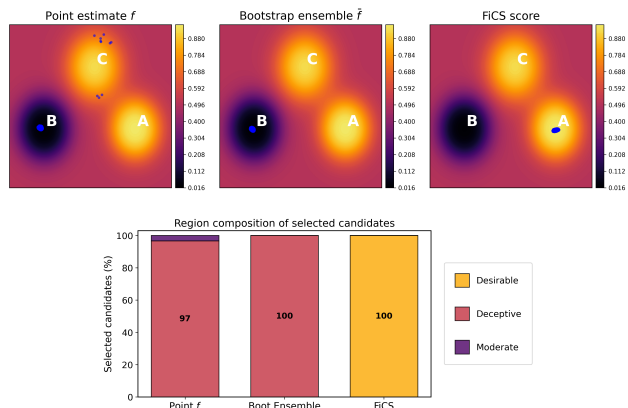 Point estimate f
Bootstrap ensemble f̄
FiCS score
C
B
A
0.880
0.784
0.688
0.592
0.496
0.400
0.304
0.208
0.112
0.016
C
B
A
0.880
0.784
0.688
0.592
0.496
0.400
0.304
0.208
0.112
0.016
C
B
A
0.880
0.784
0.688
0.592
0.496
0.400
0.304
0.208
0.112
0.016
Region composition of selected candidates
Selected candidates (%)
100
80
60
40
20
0
97
100
100
Point f
Boot Ensemble
FiCS
Desirable
Deceptive
Moderate